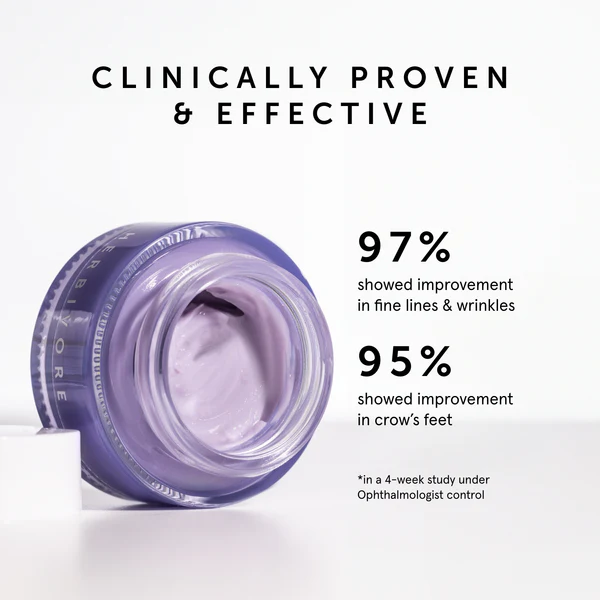 CLINICALLY PROVEN
& EFFECTIVE
HERBIVORE
97%
showed improvement
in fine lines & wrinkles
95%
showed improvement
in crow's feet
*in a 4-week study under
Ophthalmologist control